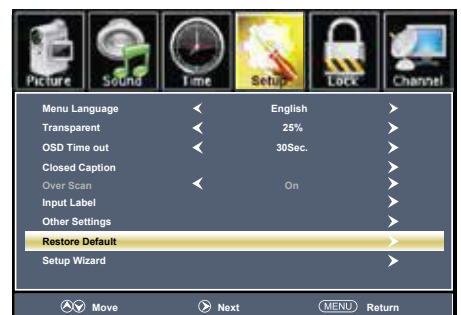 Picture Sound Time Setup Lock Channel
Menu Language English
Transparent 25%
OSD Time out 30Sec.
Closed Caption
Over Scan On
Input Label
Other Settings
Restore Default
Setup Wizard
Move Next MENU Return